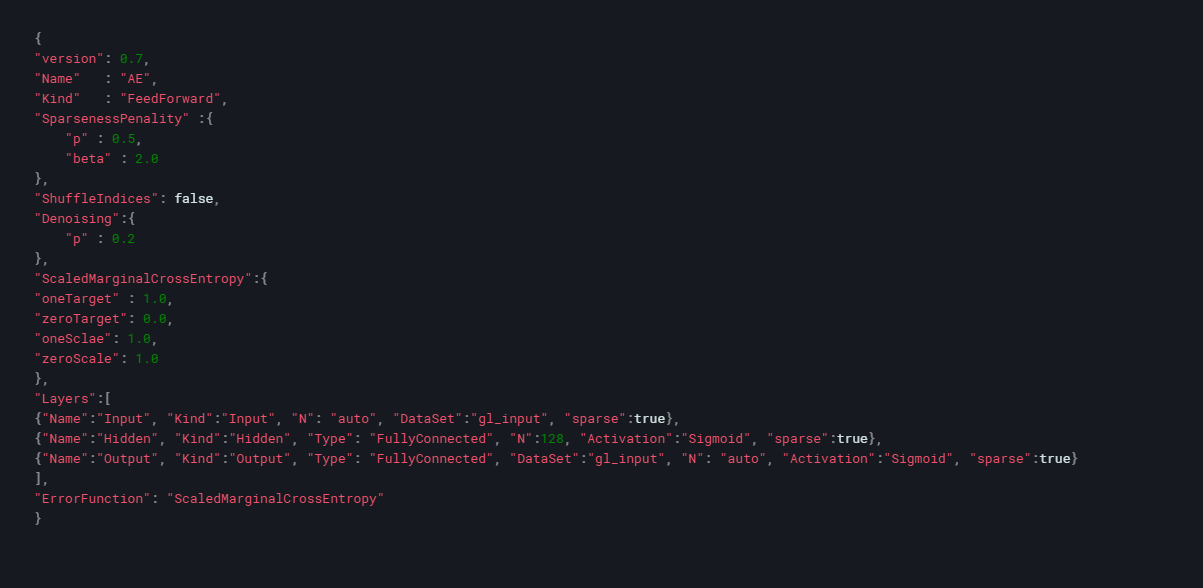 {
"version": 0.7,
"Name"   : "AE",
"Kind"   : "FeedForward",
"SparsenessPenality" :{
    "p" : 0.5,
    "beta" : 2.0
},
"ShuffleIndices": false,
"Denoising":{
    "p" : 0.2
},
"ScaledMarginalCrossEntropy":{
"oneTarget" : 1.0,
"zeroTarget": 0.0,
"oneSclae": 1.0,
"zeroScale": 1.0
},
"Layers":[
{"Name":"Input", "Kind":"Input", "N": "auto", "DataSet":"gl_input", "sparse":true},
{"Name":"Hidden", "Kind":"Hidden", "Type": "FullyConnected", "N":128, "Activation":"Sigmoid", "sparse":true},
{"Name":"Output", "Kind":"Output", "Type": "FullyConnected", "DataSet":"gl_input", "N": "auto", "Activation":"Sigmoid", "sparse":true}
],
"ErrorFunction": "ScaledMarginalCrossEntropy"
}